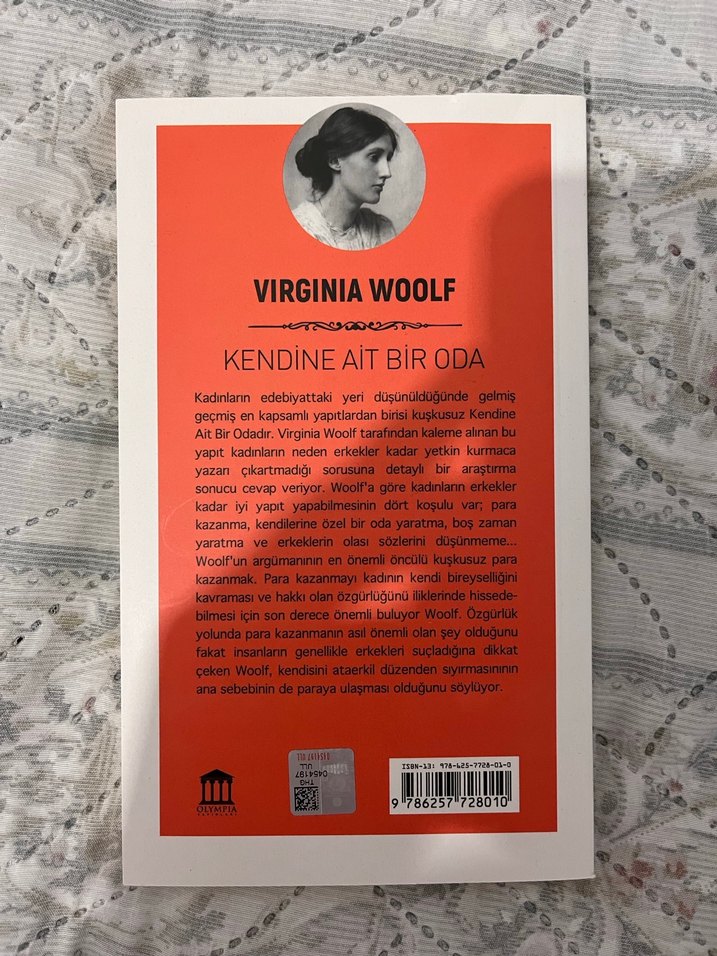 VIRGINIA WOOLF
KENDİNE AİT BİR ODA
Kadınların edebiyattaki yeri düşünüldüğünde gelmiş
geçmiş en kapsamlı yapıtlardan birisi kuşkusuz Kendine
Ait Bir Odadır. Virginia Woolf tarafından kaleme alınan bu
yapıt kadınların neden erkekler kadar yetkin kurmaca
yazarı çıkartmadığı sorusuna detaylı bir araştırma
sonucu cevap veriyor. Woolf'a göre kadınların erkekler
kadar iyi yapıt yapabilmesinin dört koşulu var; para
kazanma, kendilerine özel bir oda yaratma, boş zaman
yaratma ve erkeklerin olası sözlerini düşünmeme...
Woolf'un argümanının en önemli öncülü kuşkusuz para
kazanmak. Para kazanmayı kadının kendi bireyselliğini
kavraması ve hakkı olan özgürlüğünü iliklerinde hissede-
bilmesi için son derece önemli buluyor Woolf. Özgürlük
yolunda para kazanmanın asıl önemli olan şey olduğunu
fakat insanların genellikle erkekleri suçladığına dikkat
çeken Woolf, kendisini ataerkil düzenden sıyırmasınının
ana sebebinin de paraya ulaşması olduğunu söylüyor.
OLYMPIA
YAYINLARI
0454197 ULL
THG
ULL
0454197
ISBN-13: 978-625-7728-01-0
9 786257 728010